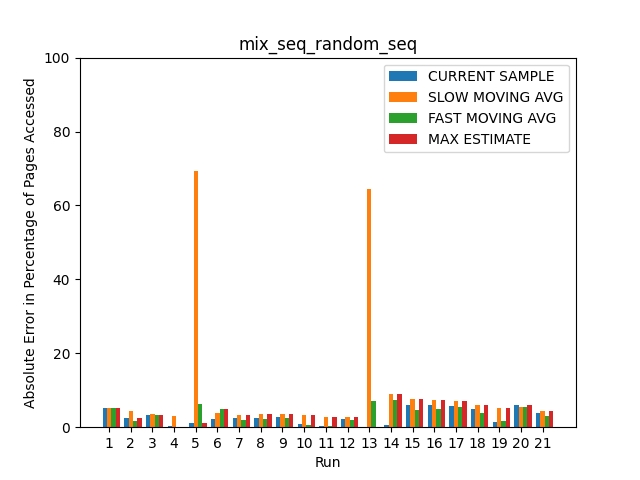 mix_seq_random_seq
Absolute Error in Percentage of Pages Accessed
100
80
60
40
20
0
CURRENT SAMPLE
SLOW MOVING AVG
FAST MOVING AVG
MAX ESTIMATE
1 2 3 4 5 6 7 8 9 10 11 12 13 14 15 16 17 18 19 20 21
Run